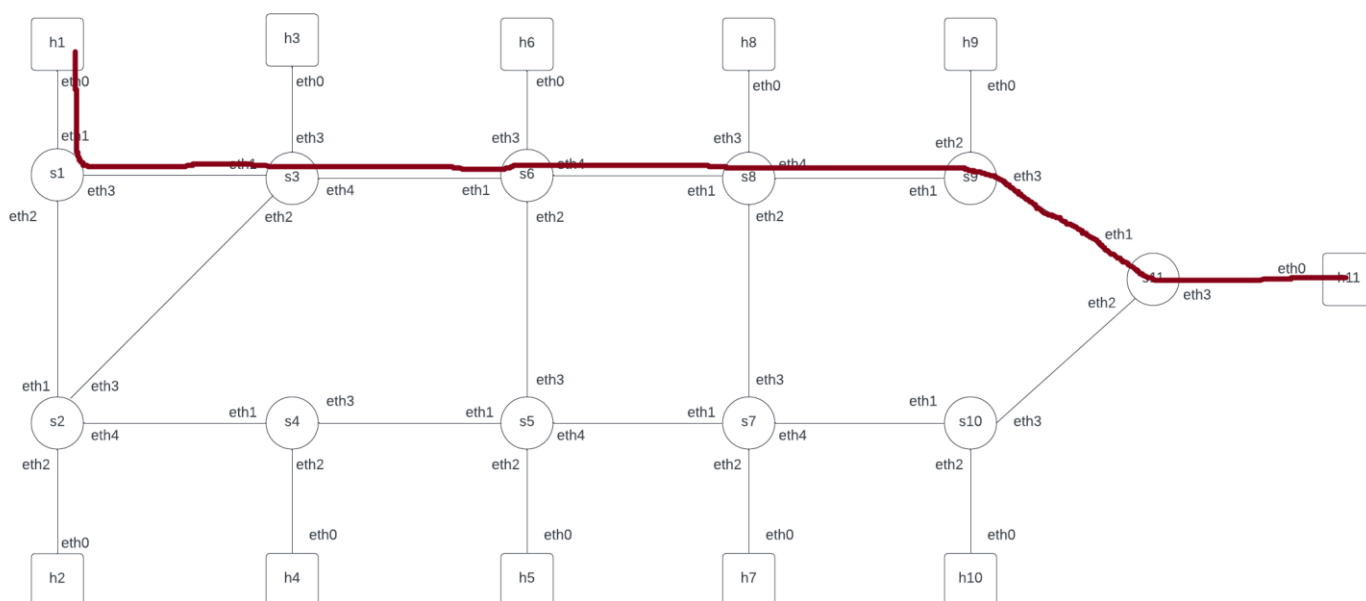 h1 h3 h6 h8 h9
eth0 eth0 eth0 eth0 eth0
eth1 eth3 eth3 eth3 eth2
s1 eth1 s3 s6 eth4 s8 eth4 s9 eth3
eth3 eth4 eth1 eth1 eth1
eth2 eth2 eth2 eth2
eth1
s11 eth0 h11
eth2 eth3
eth1 eth3 eth3 eth3
eth1 eth3 eth1 eth1 eth1
s2 s4 s5 s7 s10 eth3
eth4 eth4 eth4
eth2 eth2 eth2 eth2 eth2
eth0 eth0 eth0 eth0 eth0
h2 h4 h5 h7 h10